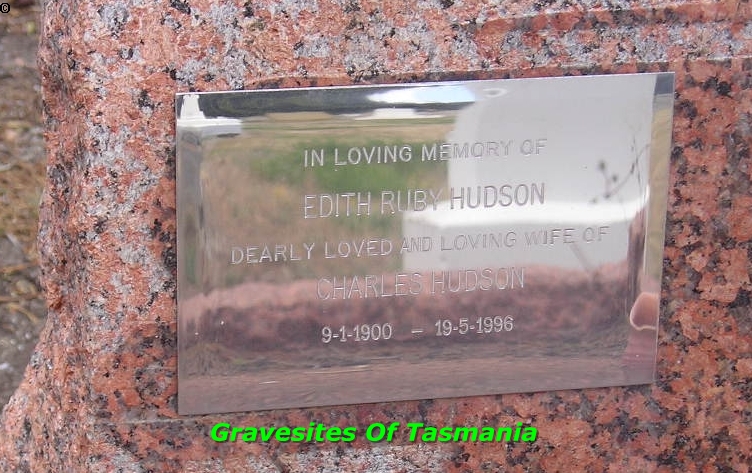 ©
IN LOVING MEMORY OF
EDITH RUBY HUDSON
DEARLY LOVED AND LOVING WIFE OF
CHARLES HUDSON
9-1-1900 - 19-5-1996
Gravesites Of Tasmania